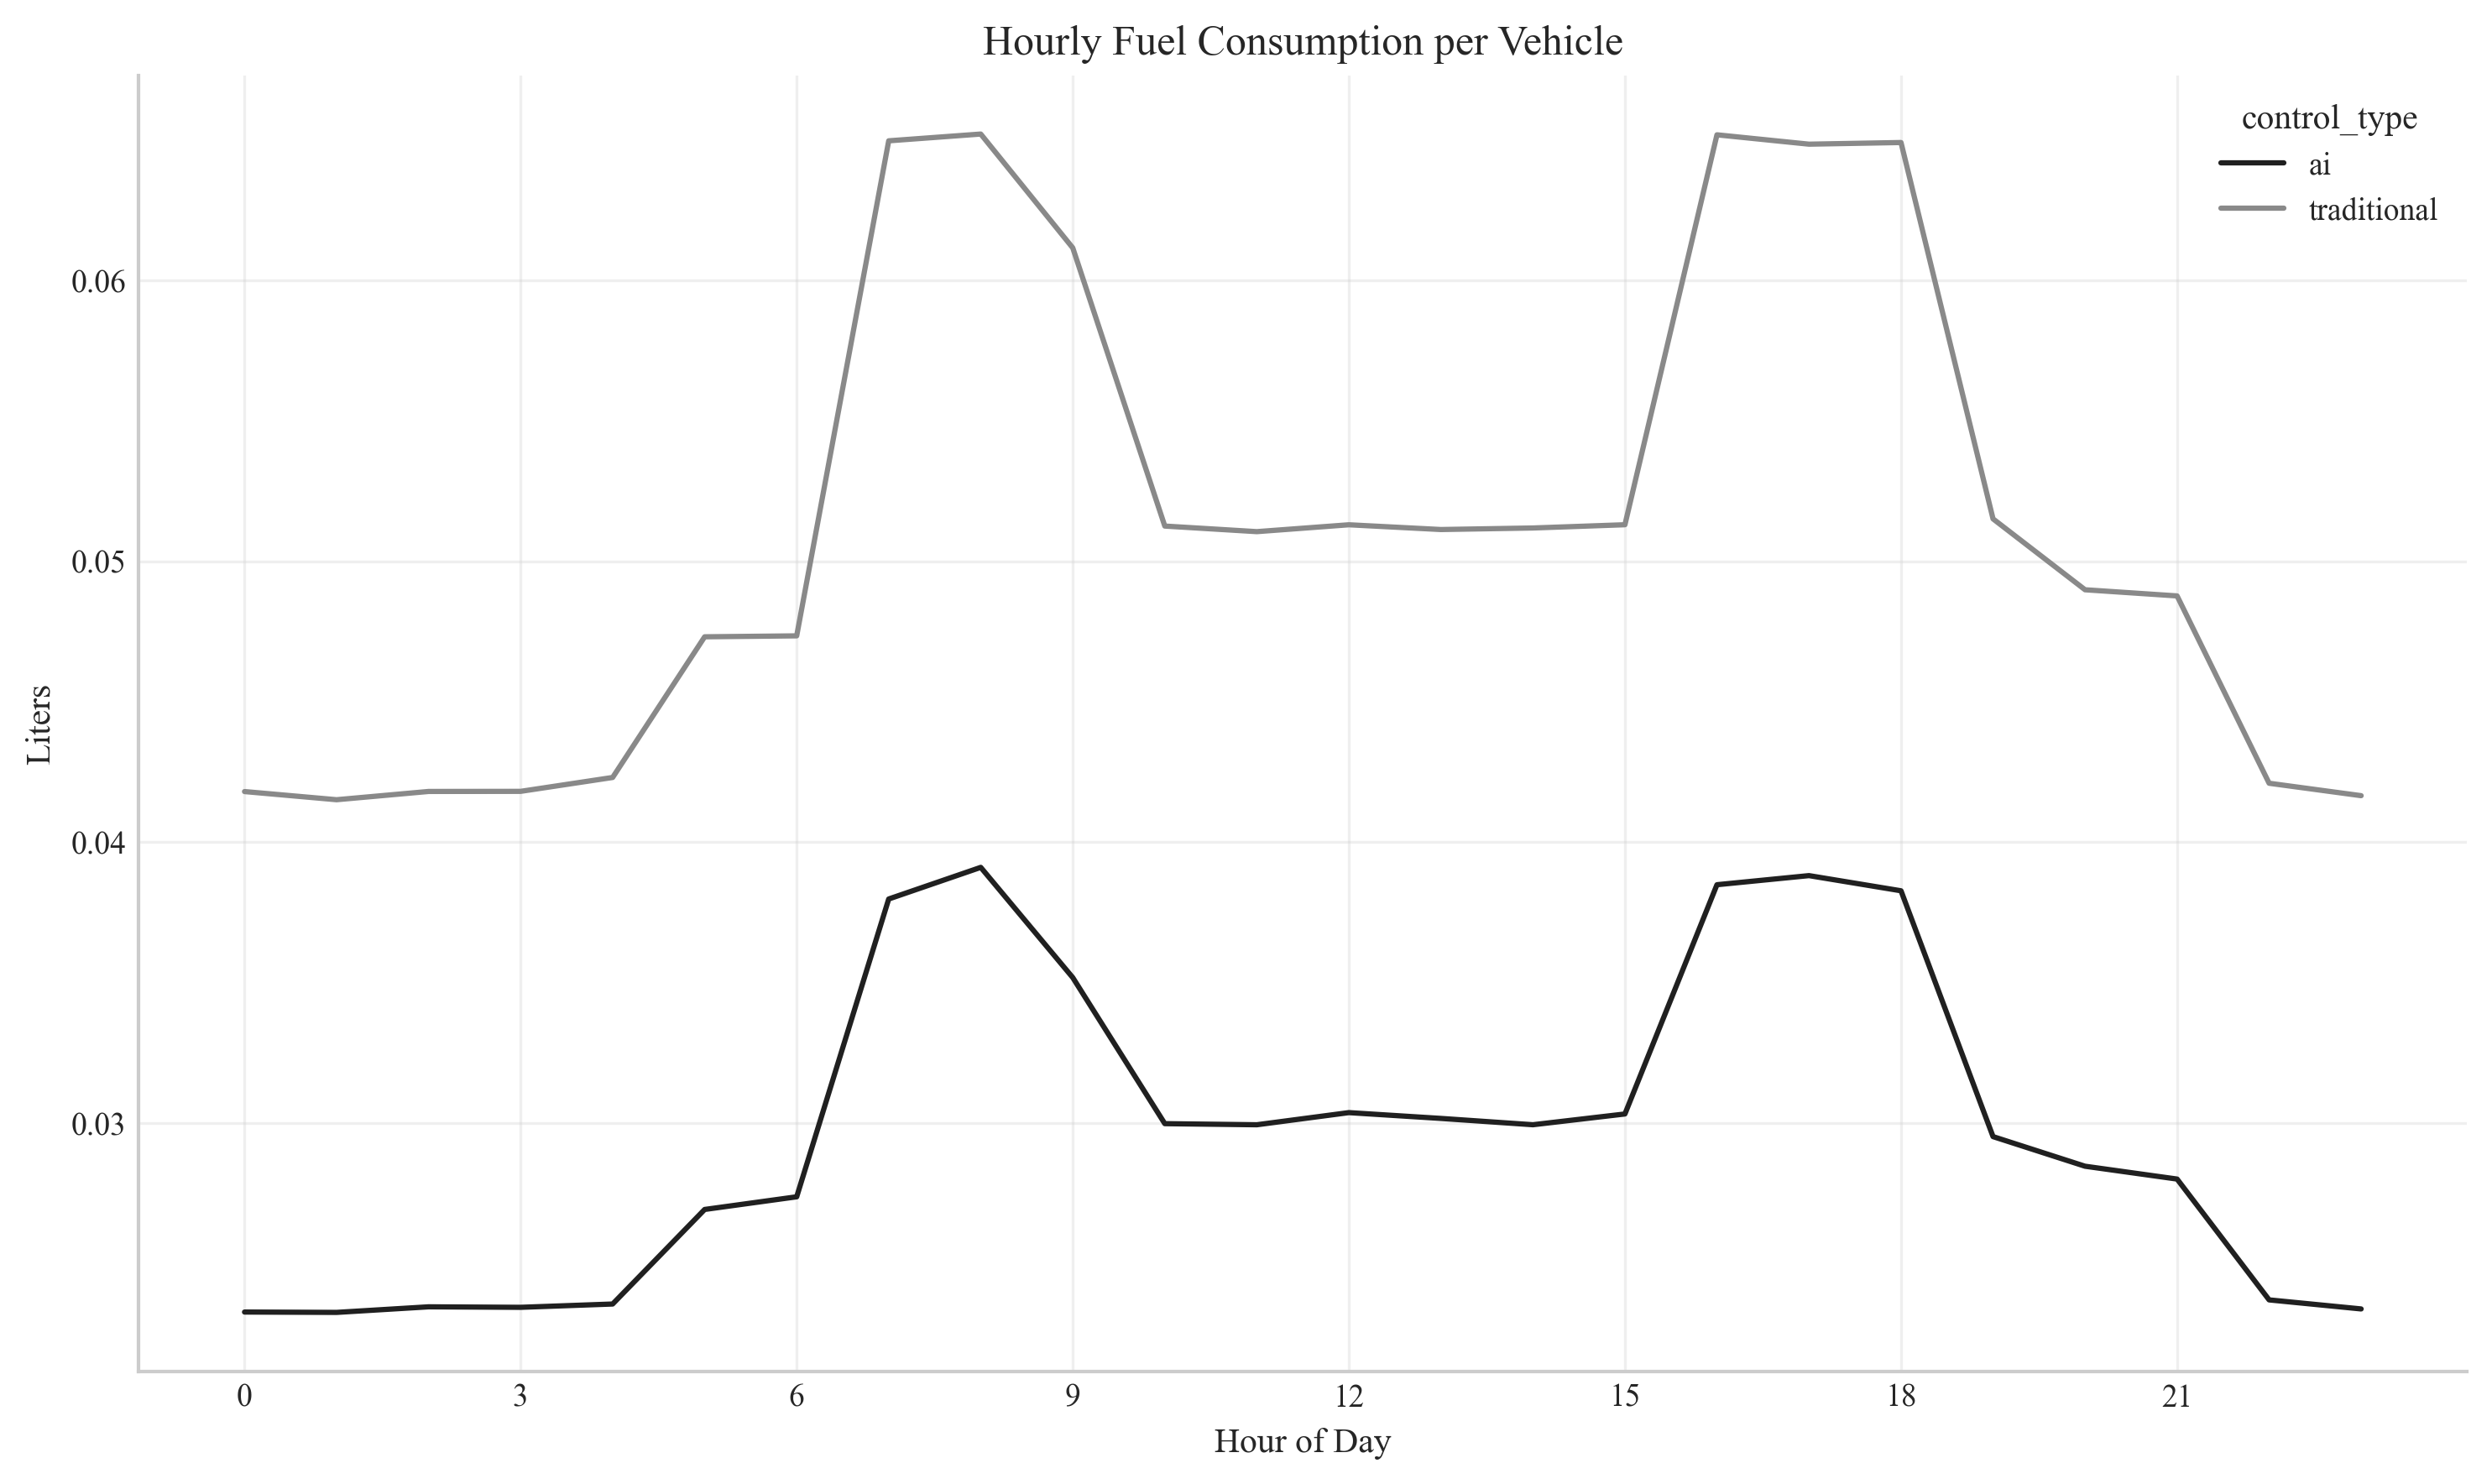 Hourly Fuel Consumption per Vehicle
control_type
ai
traditional
0.06
0.05
0.04
0.03
Liters
0 3 6 9 12 15 18 21
Hour of Day